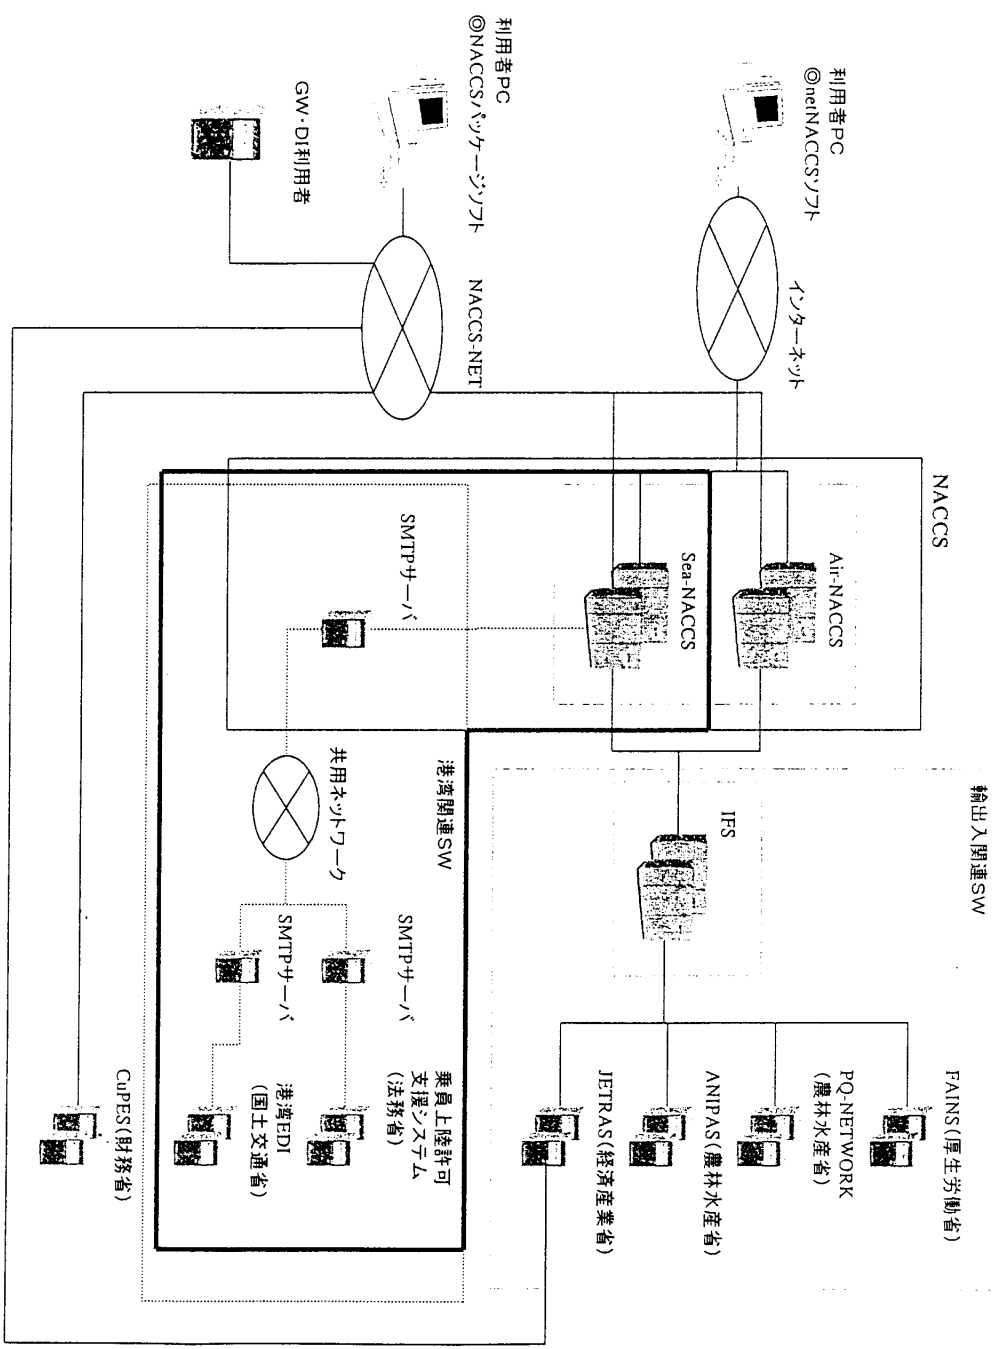 利用者PC
◎netNACCSソフト
インターネット
利用者PC
◎NACCSパッケージソフト
NACCS-NET
GW・DI利用者
NACCS
Air-NACCS
Sea-NACCS
SMTPサーバ
輸出入関連SW
IFS
港湾関連SW
共用ネットワーク
SMTPサーバ
SMTPサーバ
FAINS(厚生労働省)
PQ-NETWORK
(農林水産省)
ANIPAS(農林水産省)
JETRAS(経済産業省)
乗員上陸許可
支援システム
(法務省)
港湾EDI
(国土交通省)
CuPES(財務省)